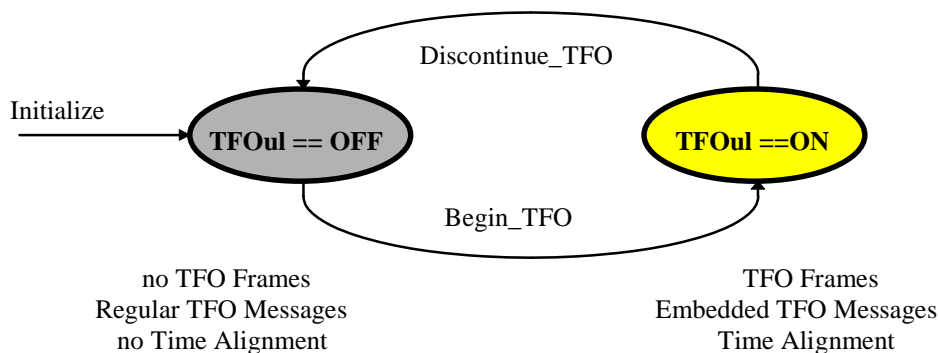 Discontinue_TFO
Initialize
TFOul == OFF
TFOul ==ON
Begin_TFO
no TFO Frames
Regular TFO Messages
no Time Alignment
TFO Frames
Embedded TFO Messages
Time Alignment